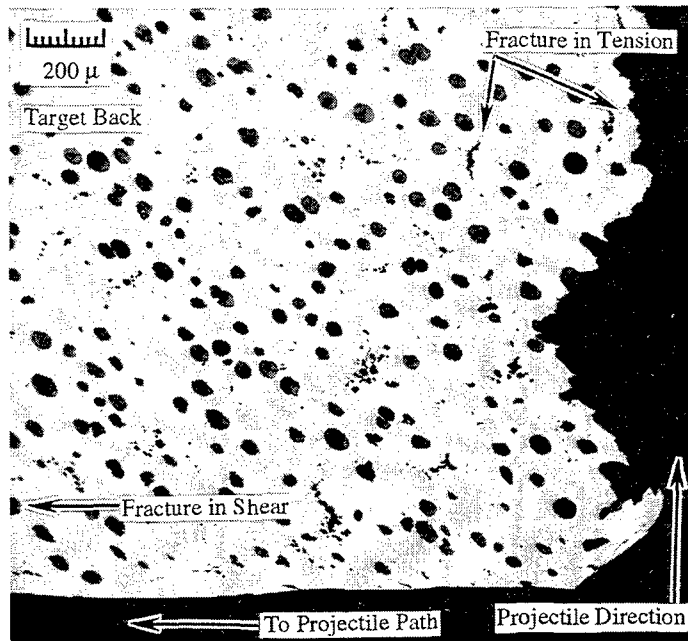 Fracture in Tension
200 μ
Target Back
Fracture in Shear
To Projectile Path
Projectile Direction